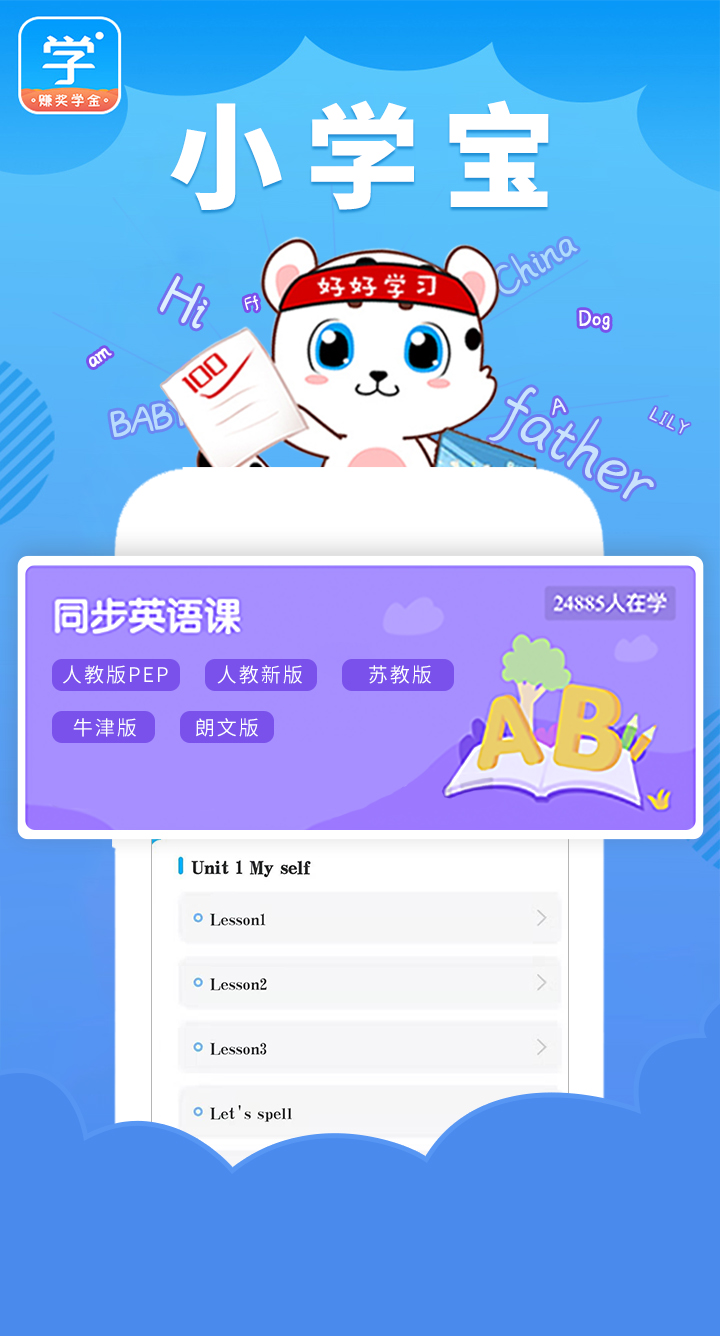 学
赚奖学金
小学宝
好好学习
China
Hi
Ff
Dog
am
100
BABY
A
father
LILY
同步英语课
24885人在学
人教版PEP
人教新版
苏教版
牛津版
朗文版
AB
Unit 1 My self
Lesson1
Lesson2
Lesson3
Let's spell